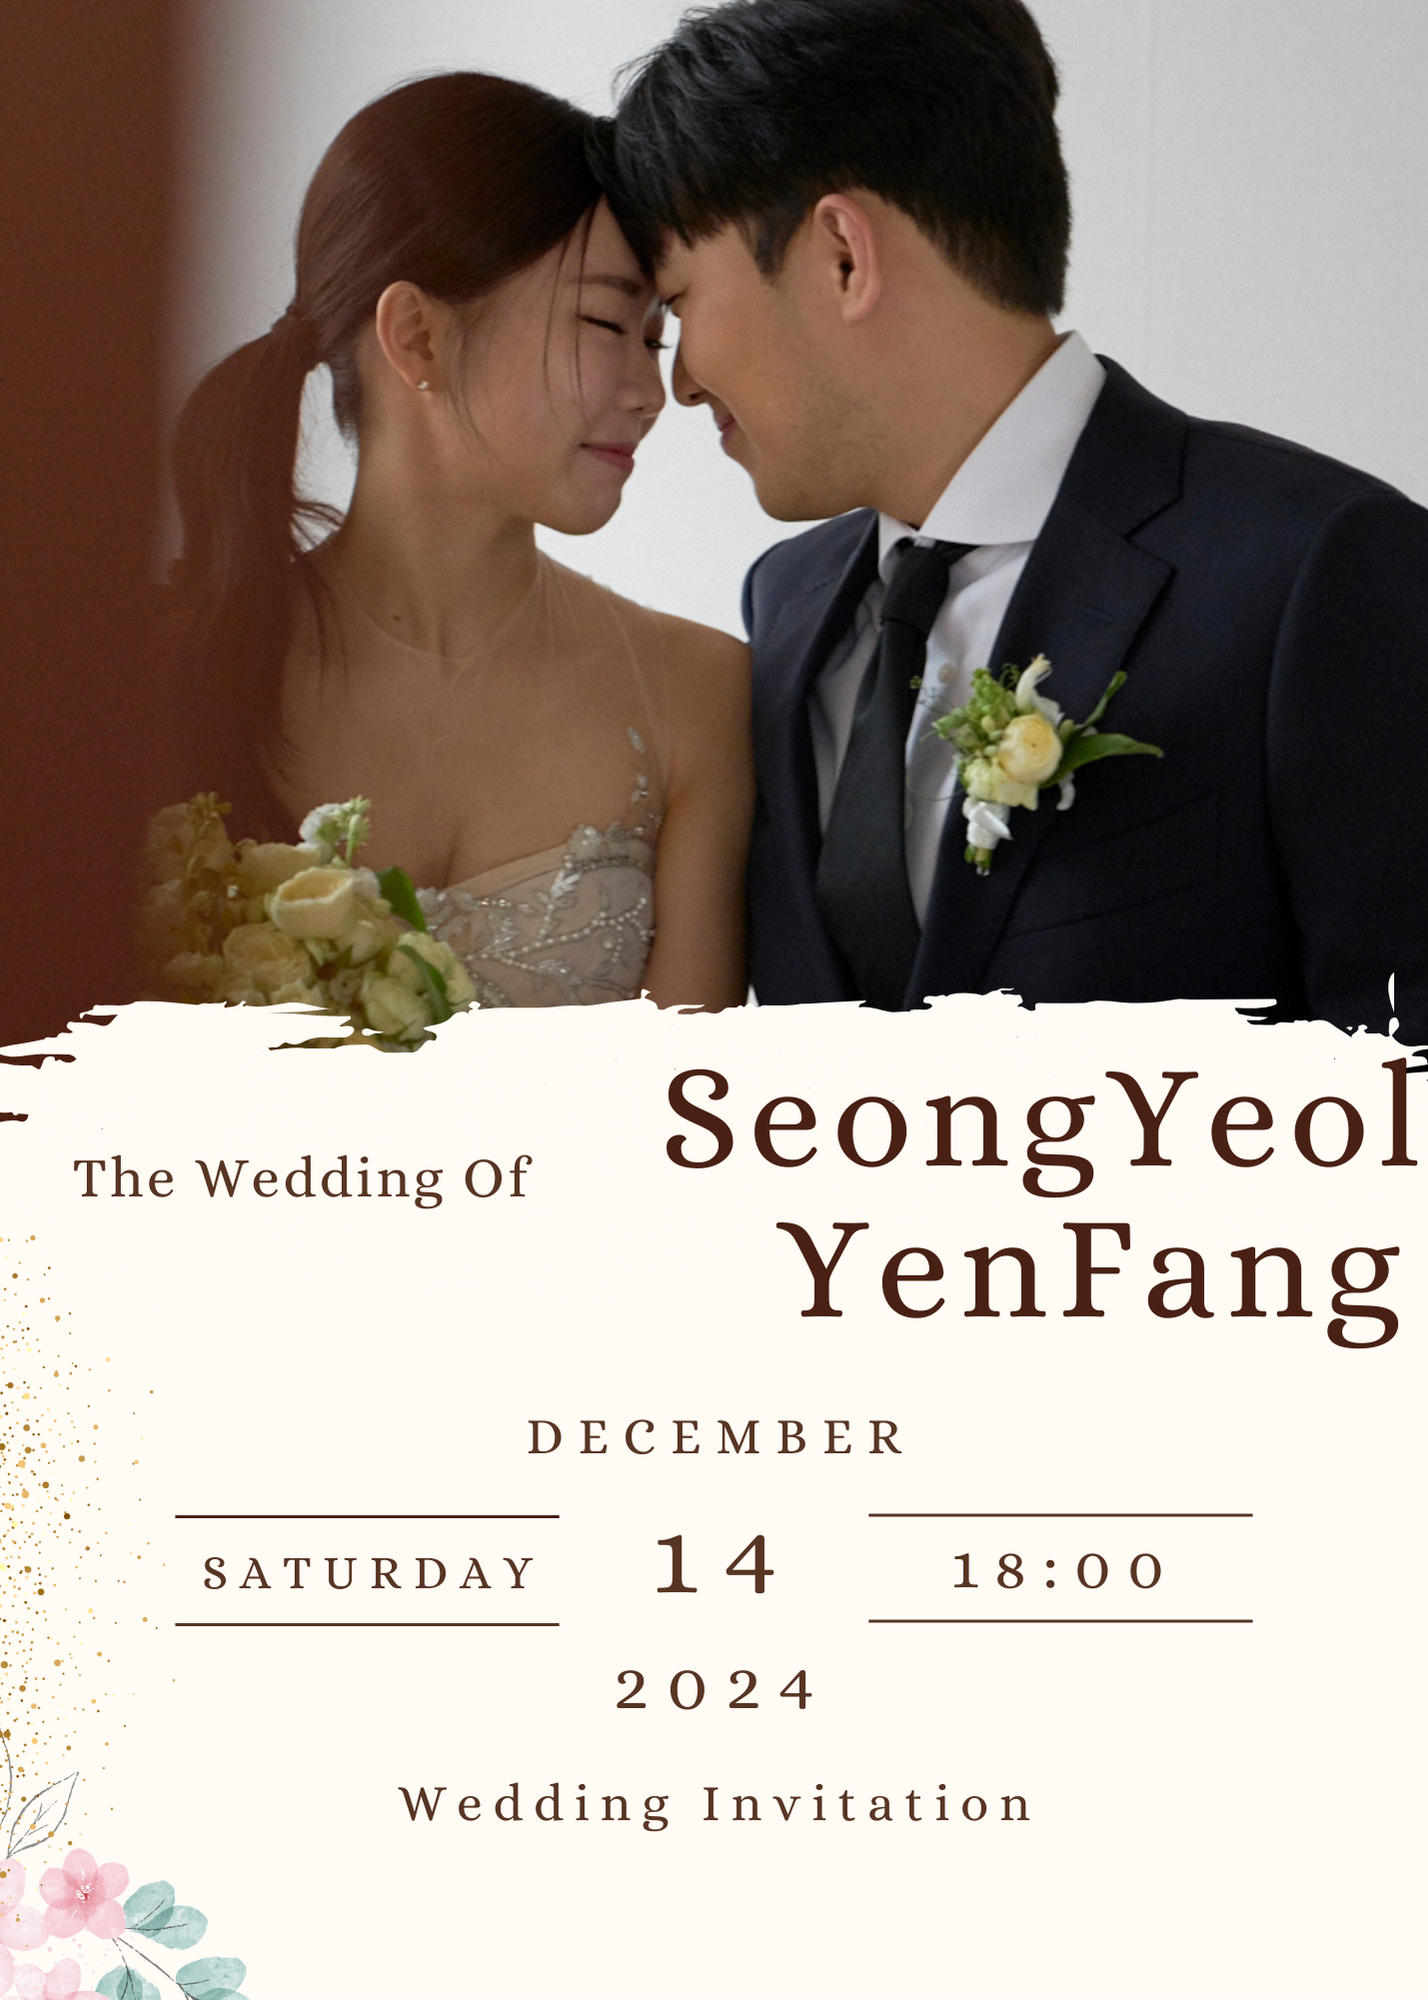 The Wedding Of
SeongYeol
YenFang
DECEMBER
SATURDAY
14
18:00
2024
Wedding Invitation